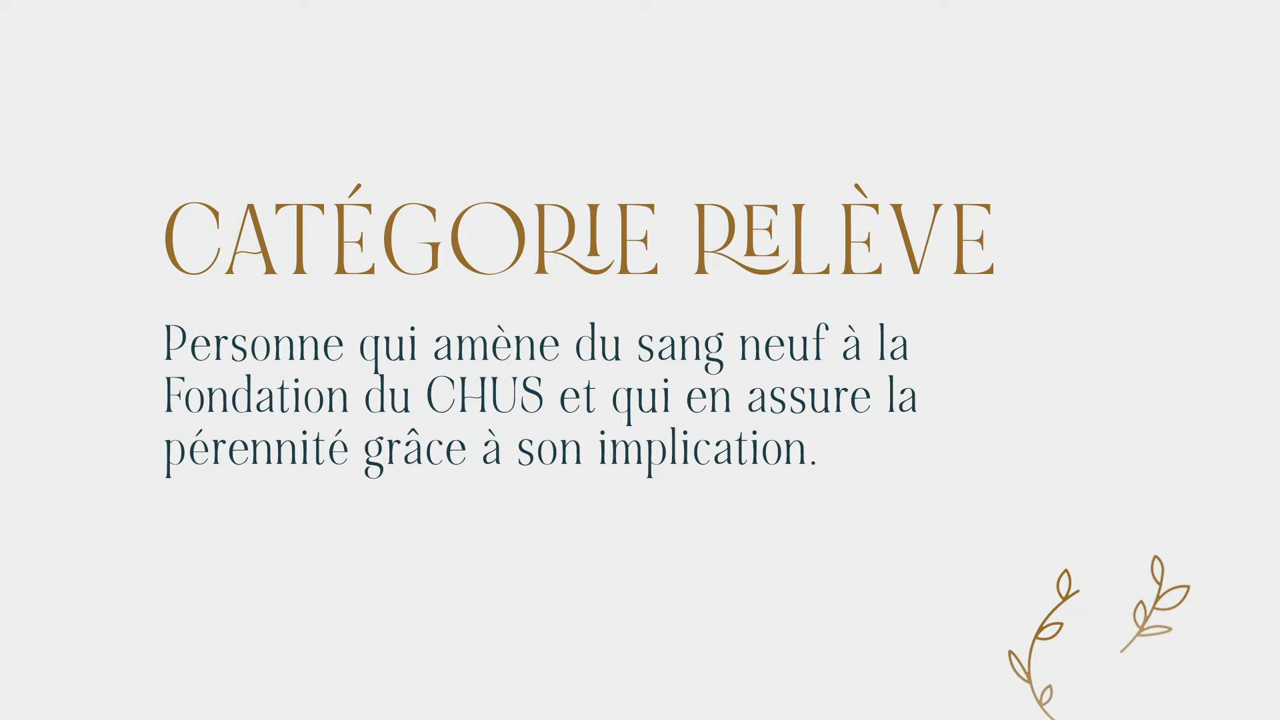 CATÉGORIE RELÈVE
Personne qui amène du sang neuf à la
Fondation du CHUS et qui en assure la
pérennité grâce à son implication.